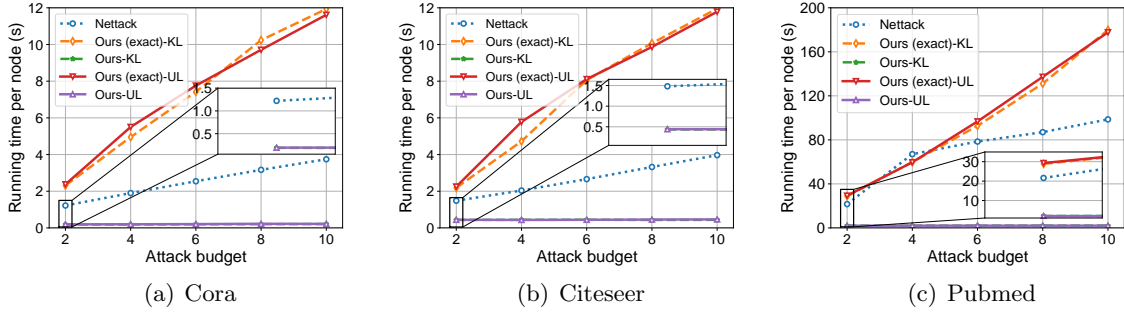 Running time per node (s)
12
10
8
6
4
2
0
Nettack
Ours (exact)-KL
Ours-KL
Ours (exact)-UL
Ours-UL
1.5
1.0
0.5
2 4 6 8 10
Attack budget
(a) Cora
Running time per node (s)
12
10
8
6
4
2
0
Nettack
Ours (exact)-KL
Ours-KL
Ours (exact)-UL
Ours-UL
1.5
1.0
0.5
2 4 6 8 10
Attack budget
(b) Citeseer
Running time per node (s)
200
160
120
80
40
0
Nettack
Ours (exact)-KL
Ours-KL
Ours (exact)-UL
Ours-UL
30
20
10
2 4 6 8 10
Attack budget
(c) Pubmed